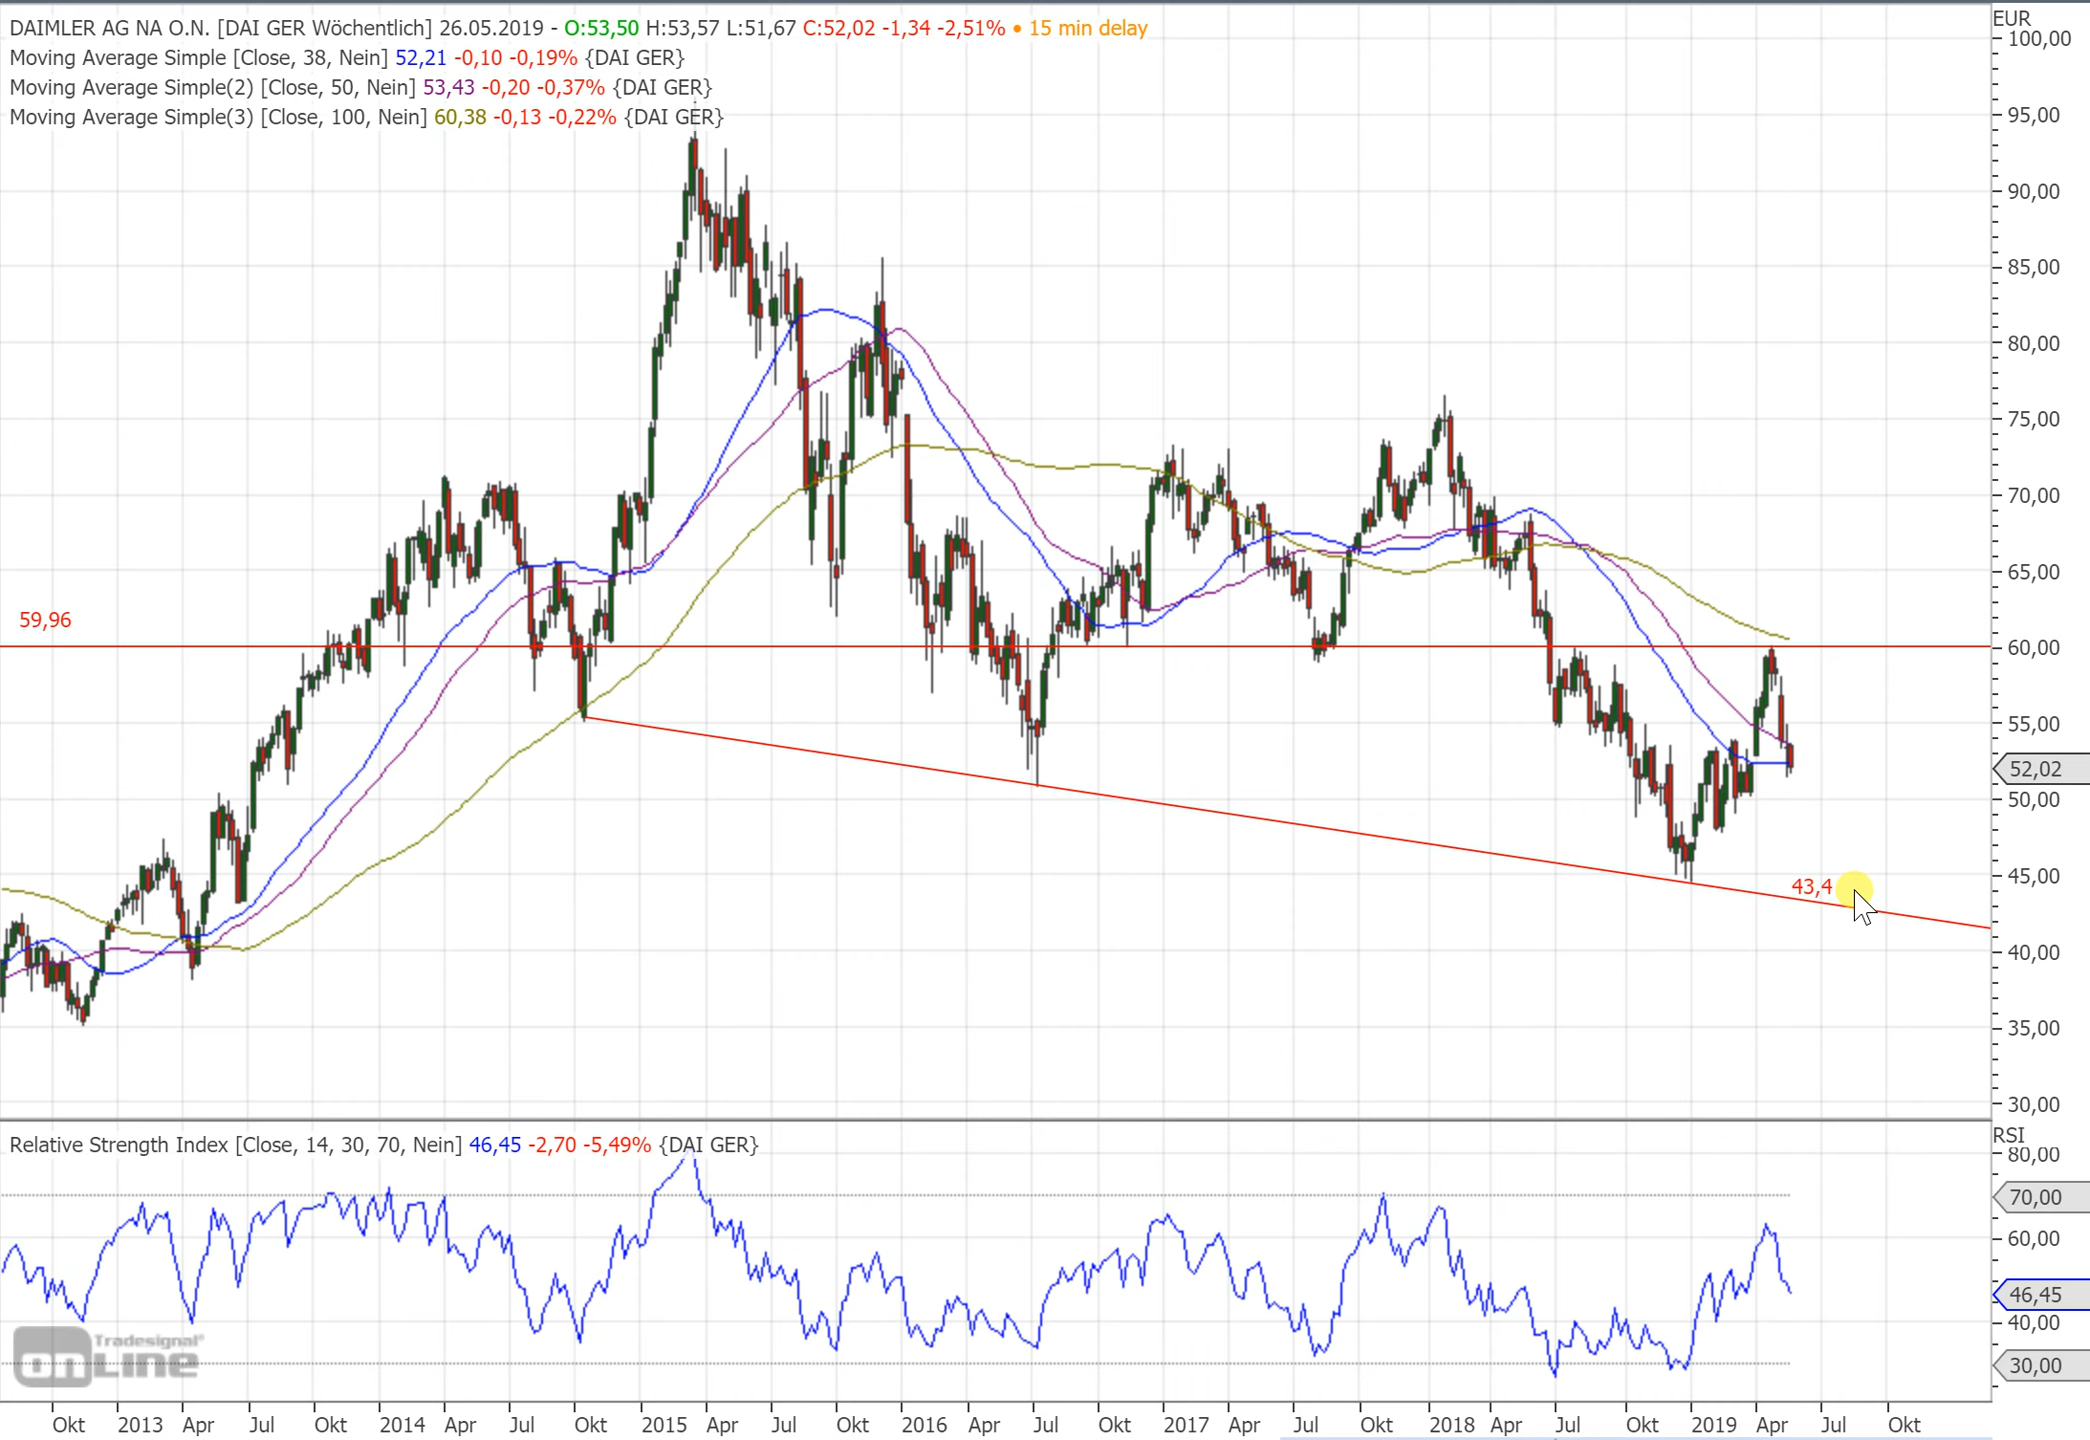 DAIMLER AG NA O.N. [DAI GER Wöchentlich] 26.05.2019 - O:53,50 H:53,57 L:51,67 C:52,02 -1,34 -2,51% • 15 min delay
Moving Average Simple [Close, 38, Nein] 52,21 -0,10 -0,19% {DAI GER}
Moving Average Simple(2) [Close, 50, Nein] 53,43 -0,20 -0,37% {DAI GER}
Moving Average Simple(3) [Close, 100, Nein] 60,38 -0,13 -0,22% {DAI GER}
EUR
100,00
95,00
90,00
85,00
80,00
75,00
70,00
65,00
59,96
60,00
55,00
52,02
50,00
45,00
43,4
40,00
35,00
30,00
Relative Strength Index [Close, 14, 30, 70, Nein] 46,45 -2,70 -5,49% {DAI GER}
RSI
80,00
70,00
60,00
46,45
40,00
30,00
Tradesignal®
onLine
Okt 2013 Apr Jul Okt 2014 Apr Jul Okt 2015 Apr Jul Okt 2016 Apr Jul Okt 2017 Apr Jul Okt 2018 Apr Jul Okt 2019 Apr Jul Okt